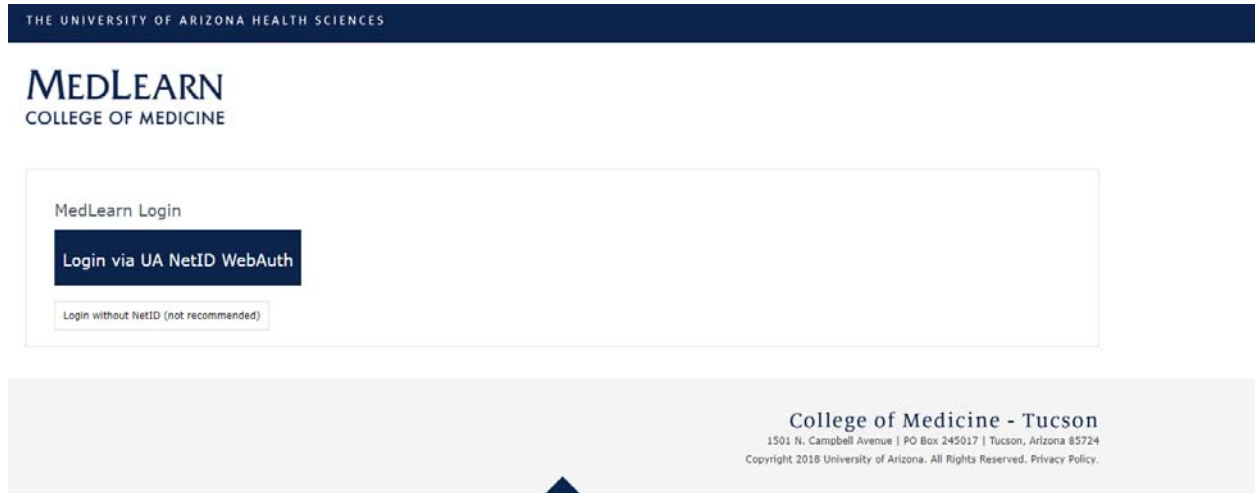 THE UNIVERSITY OF ARIZONA HEALTH SCIENCES
MEDLEARN
COLLEGE OF MEDICINE
MedLearn Login
Login via UA NetID WebAuth
Login without NetID (not recommended)
College of Medicine - Tucson
1501 N. Campbell Avenue | PO Box 245017 | Tucson, Arizona 85724
Copyright 2018 University of Arizona. All Rights Reserved. Privacy Policy.